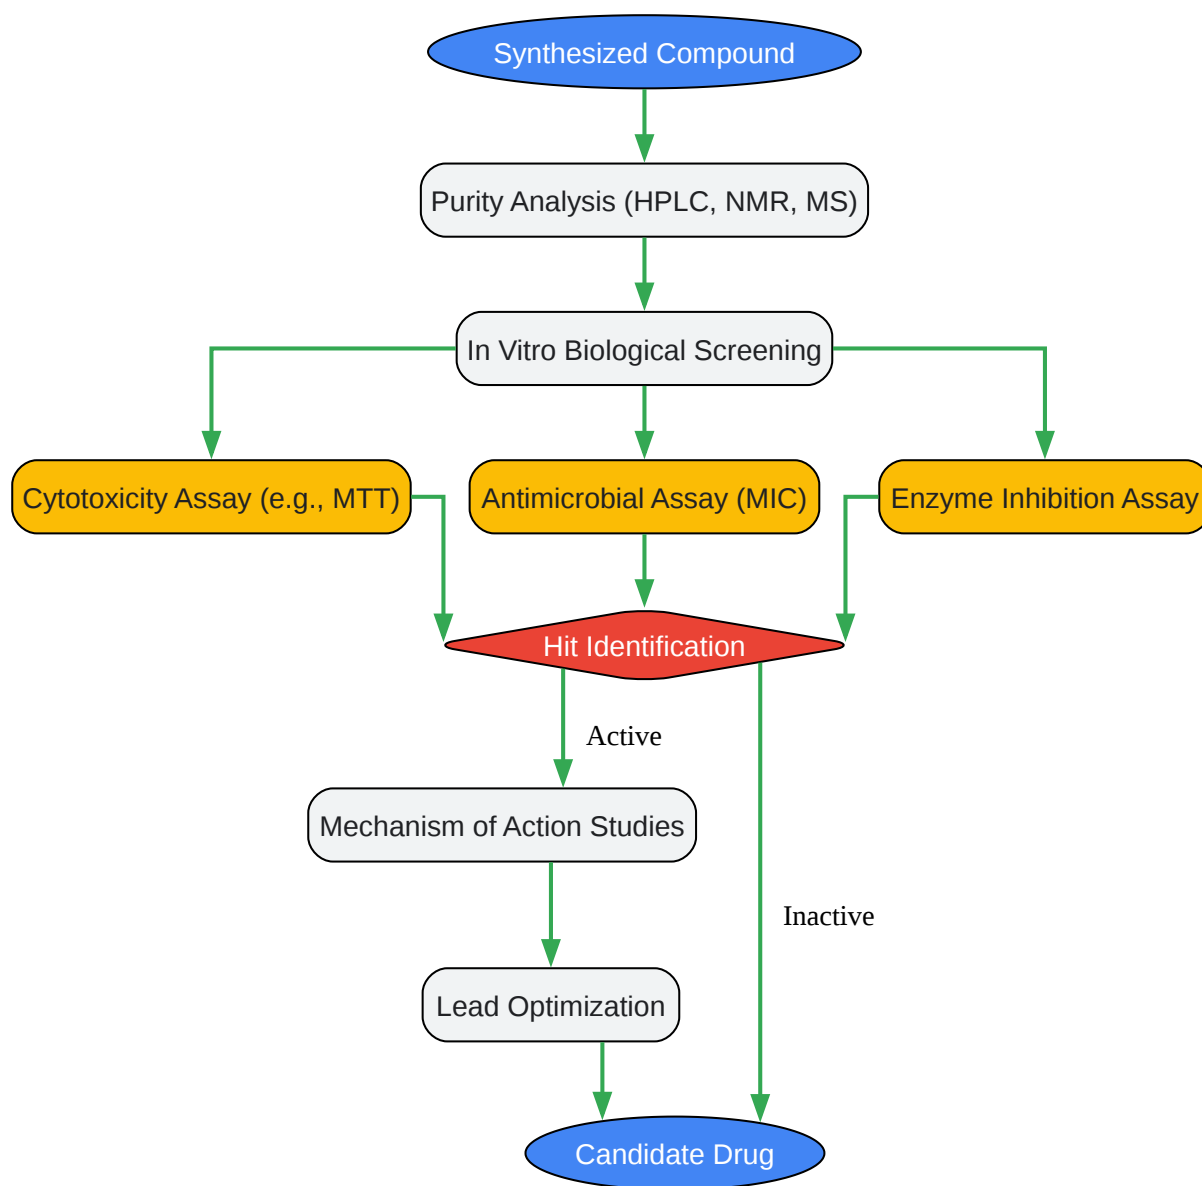 Synthesized Compound
Purity Analysis (HPLC, NMR, MS)
In Vitro Biological Screening
Cytotoxicity Assay (e.g., MTT)
Antimicrobial Assay (MIC)
Enzyme Inhibition Assay
Hit Identification
Active
Mechanism of Action Studies
Inactive
Lead Optimization
Candidate Drug